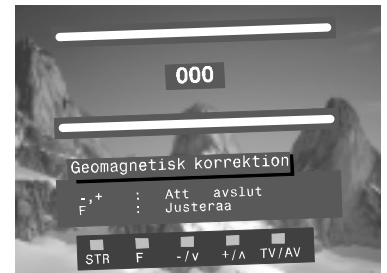 000
Geomagnetisk korrektion
-,+ : Att avslut
F : Justeraa
STR F -/v +/ʌ TV/AV